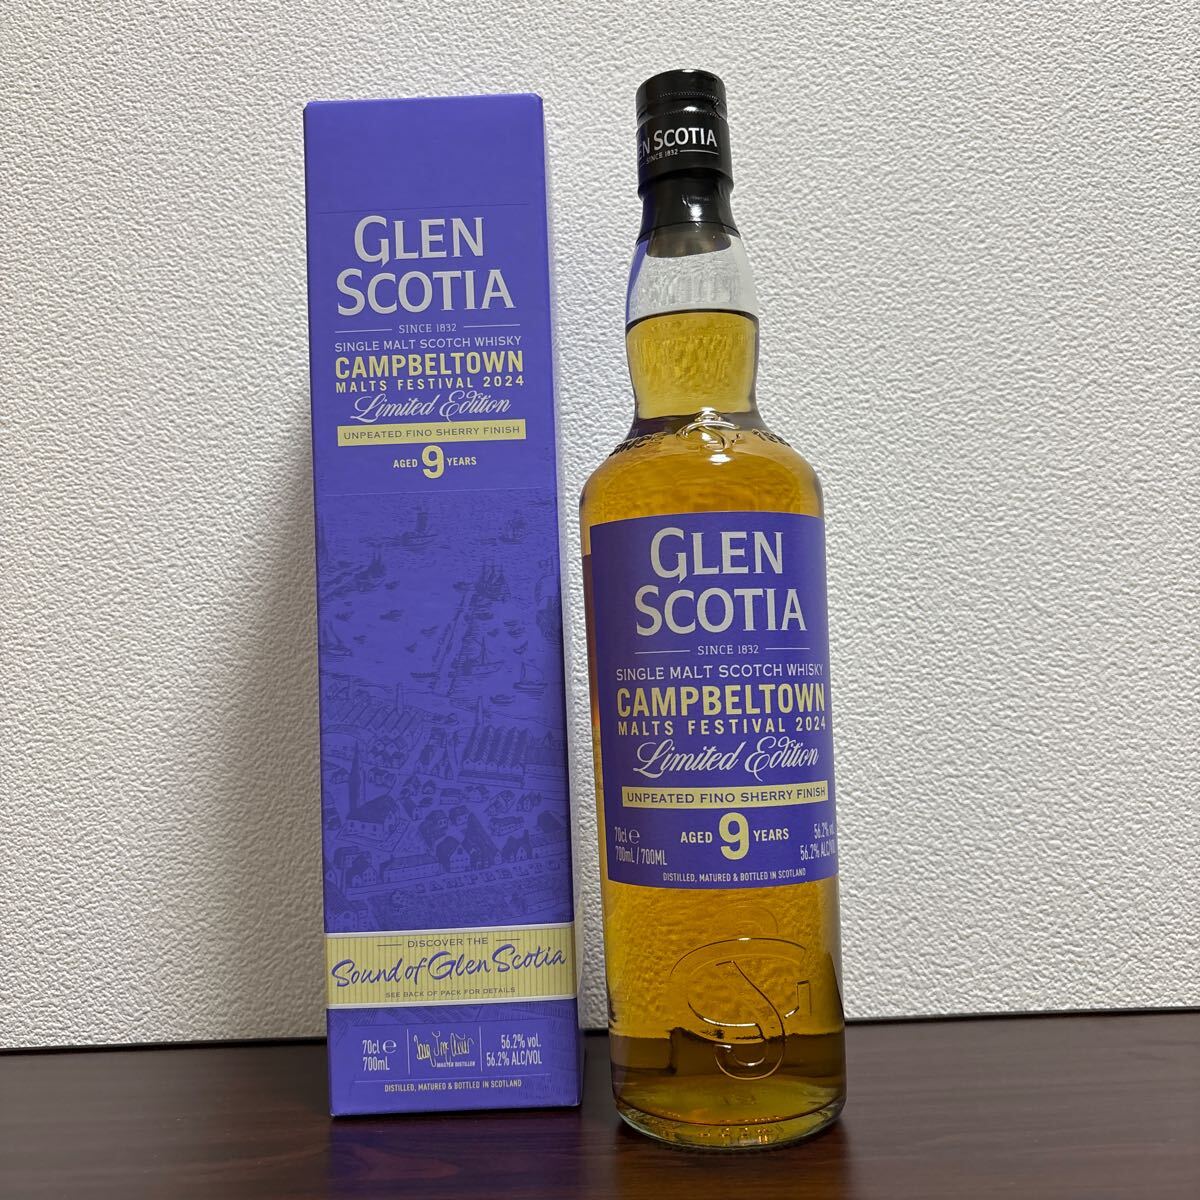 GLEN
SCOTIA
SINCE 1832
SINGLE MALT SCOTCH WHISKY
CAMPBELTOWN
MALTS FESTIVAL 2024
Limited Edition
UNPEATED FINO SHERRY FINISH
AGED 9 YEARS
DISCOVER THE
Sound of Glen Scotia
SEE BACK OF PACK FOR DETAILS
70cl e
700mL
MASTER DISTILLER
56.2% vol.
56.2% ALC/VOL
DISTILLED, MATURED & BOTTLED IN SCOTLAND
EN SCOTIA
SINCE 1832
GLEN
SCOTIA
SINCE 1832
SINGLE MALT SCOTCH WHISKY
CAMPBELTOWN
MALTS FESTIVAL 2024
Limited Edition
UNPEATED FINO SHERRY FINISH
70cl e
700mL/700ML
AGED 9 YEARS
56.2% vol.
56.2% ALC/VOL
DISTILLED, MATURED & BOTTLED IN SCOTLAND